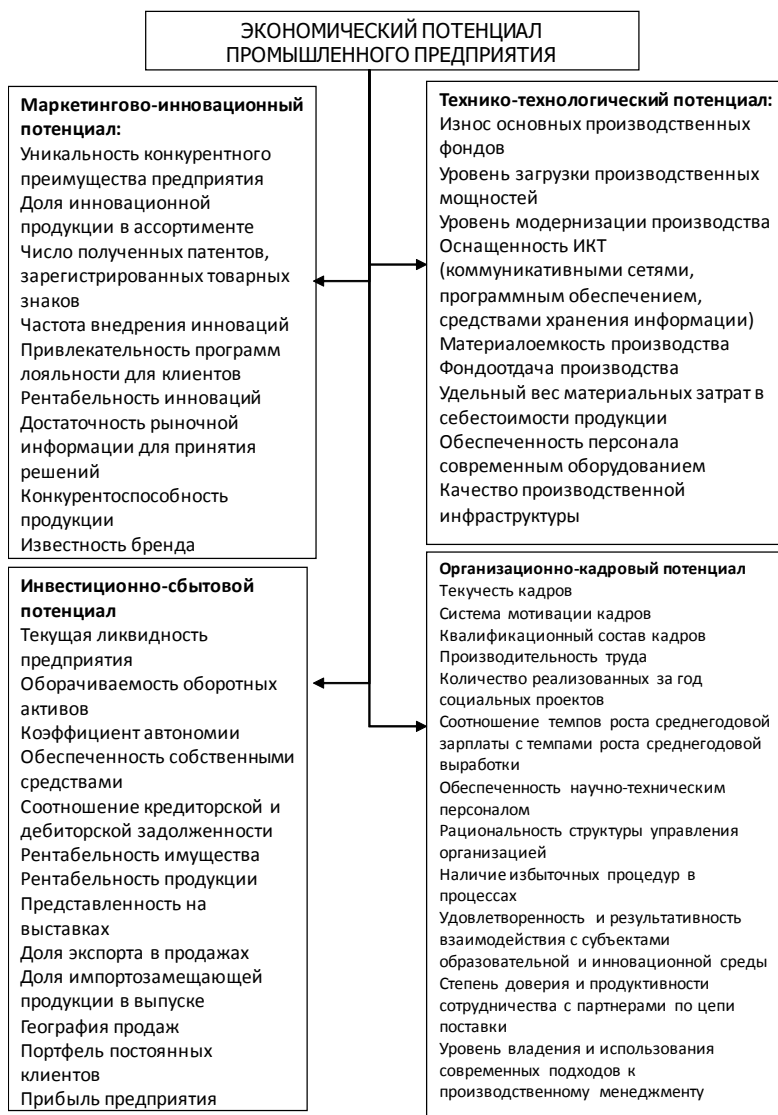 ЭКОНОМИЧЕСКИЙ ПОТЕНЦИАЛ
ПРОМЫШЛЕННОГО ПРЕДПРИЯТИЯ
Маркетингово-инновационный
потенциал:
Уникальность конкурентного
преимущества предприятия
Доля инновационной
продукции в ассортименте
Число полученных патентов,
зарегистрированных товарных
знаков
Частота внедрения инноваций
Привлекательность программ
лояльности для клиентов
Рентабельность инноваций
Достаточность рыночной
информации для принятия
решений
Конкурентоспособность
продукции
Известность бренда
Технико-технологический потенциал:
Износ основных производственных
фондов
Уровень загрузки производственных
мощностей
Уровень модернизации производства
Оснащенность ИКТ
(коммуникативными сетями,
программным обеспечением,
средствами хранения информации)
Материалоемкость производства
Фондоотдача производства
Удельный вес материальных затрат в
себестоимости продукции
Обеспеченность персонала
современным оборудованием
Качество производственной
инфраструктуры
Инвестиционно-сбытовой
потенциал
Текущая ликвидность
предприятия
Оборачиваемость оборотных
активов
Коэффициент автономии
Обеспеченность собственными
средствами
Соотношение кредиторской и
дебиторской задолженности
Рентабельность имущества
Рентабельность продукции
Представленность на
выставках
Доля экспорта в продажах
Доля импортозамещающей
продукции в выпуске
География продаж
Портфель постоянных
клиентов
Прибыль предприятия
Организационно-кадровый потенциал
Текучесть кадров
Система мотивации кадров
Квалификационный состав кадров
Производительность труда
Количество реализованных за год
социальных проектов
Соотношение темпов роста среднегодовой
зарплаты с темпами роста среднегодовой
выработки
Обеспеченность научно-техническим
персоналом
Рациональность структуры управления
организацией
Наличие избыточных процедур в
процессах
Удовлетворенность и результативность
взаимодействия с субъектами
образовательной и инновационной среды
Степень доверия и продуктивности
сотрудничества с партнерами по цепи
поставки
Уровень владения и использования
современных подходов к
производственному менеджменту